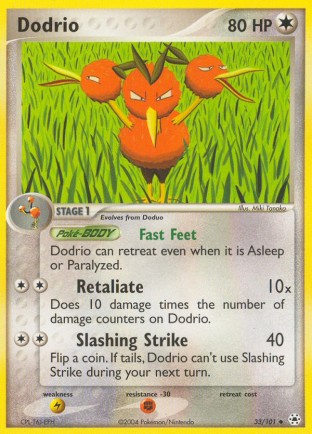 Dodrio 80 HP
Illus. Miki Tanaka
STAGE 1
Evolves from Doduo
Poké-BODY Fast Feet
Dodrio can retreat even when it is Asleep
or Paralyzed.
Retaliate 10x
Does 10 damage times the number of
damage counters on Dodrio.
Slashing Strike 40
Flip a coin. If tails, Dodrio can't use Slashing
Strike during your next turn.
weakness resistance -30 retreat cost
©2004 Pokémon/Nintendo 33/101